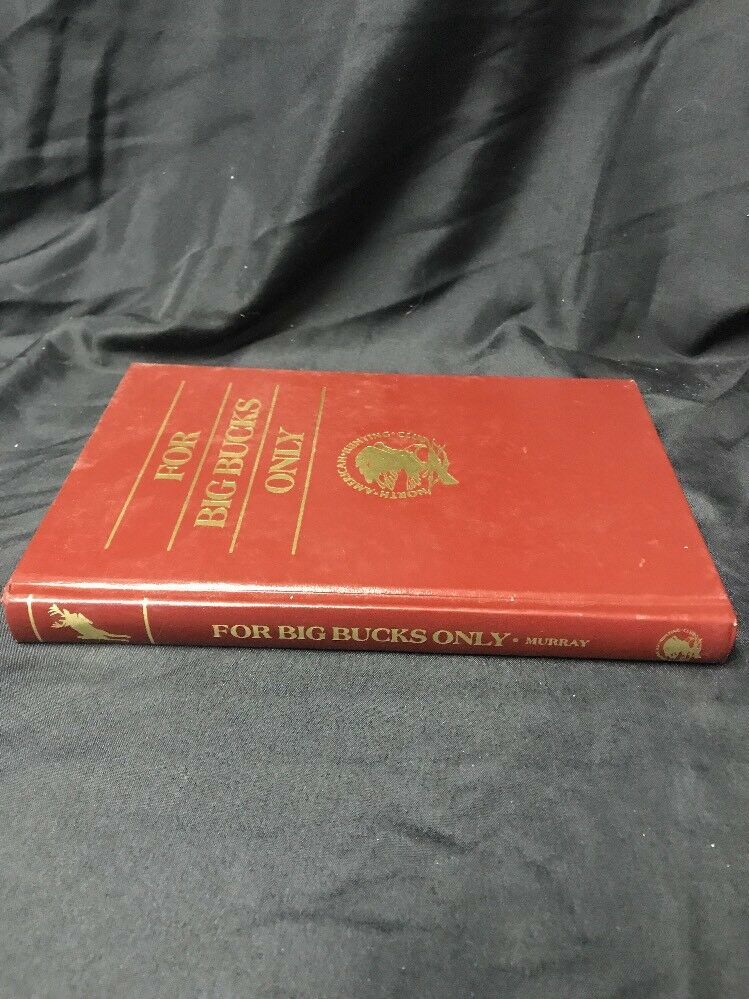 FOR
BIG BUCKS
ONLY
NORTH • AMERICAN • HUNTING • CLUB
FOR BIG BUCKS ONLY • MURRAY